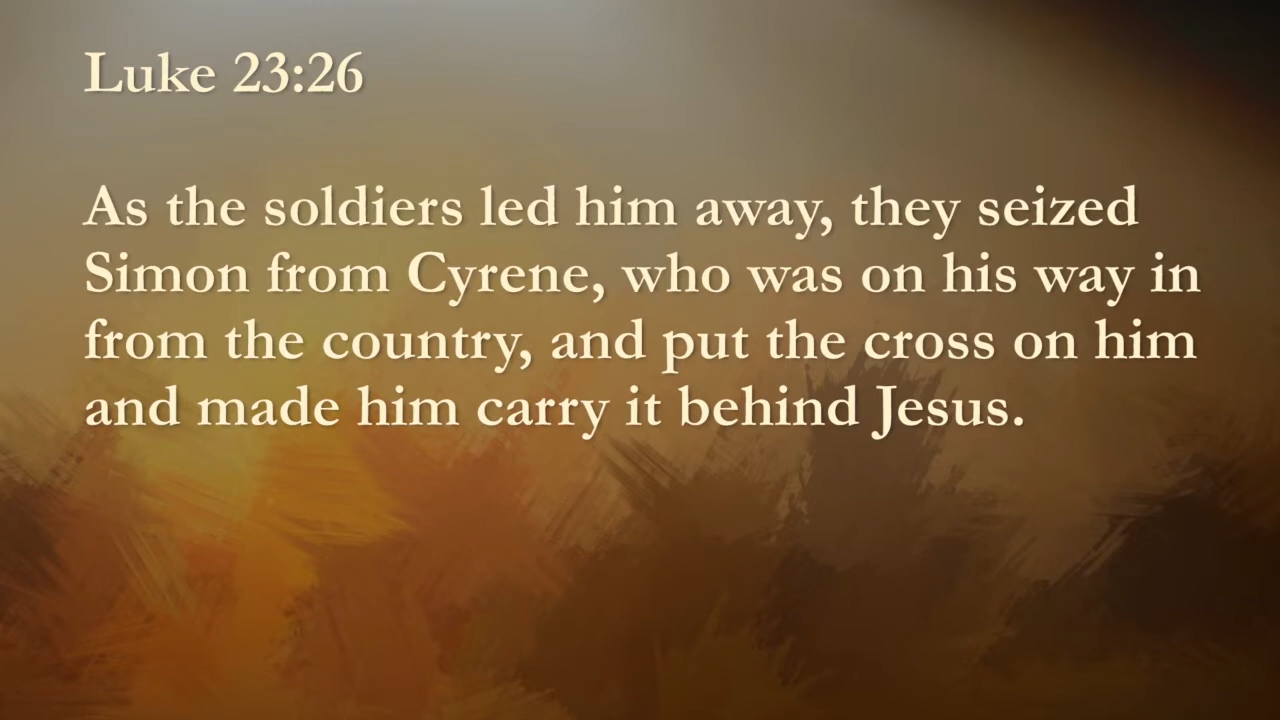 Luke 23:26
As the soldiers led him away, they seized
Simon from Cyrene, who was on his way in
from the country, and put the cross on him
and made him carry it behind Jesus.